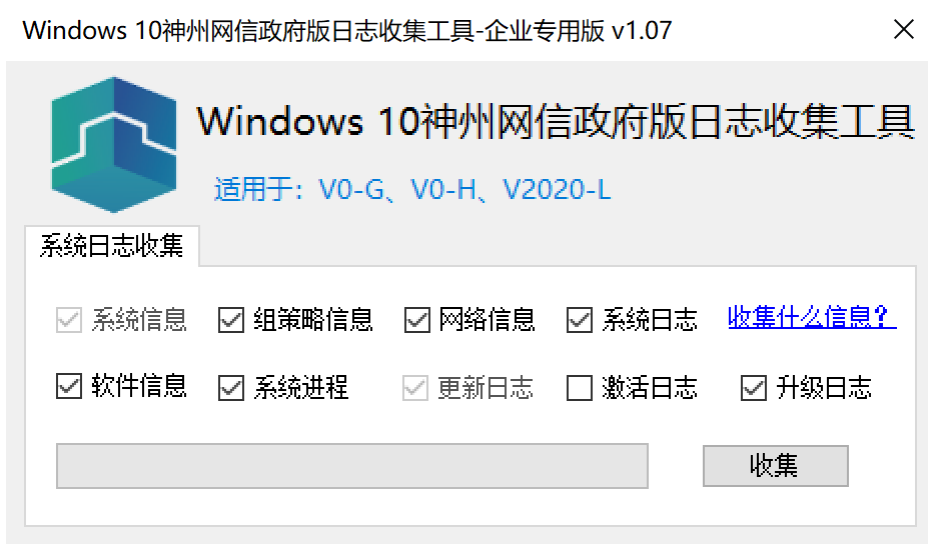 Windows 10神州网信政府版日志收集工具-企业专用版 v1.07
Windows 10神州网信政府版日志收集工具
适用于：V0-G、V0-H、V2020-L
系统日志收集
系统信息 组策略信息 网络信息 系统日志 收集什么信息？
软件信息 系统进程 更新日志 激活日志 升级日志
收集